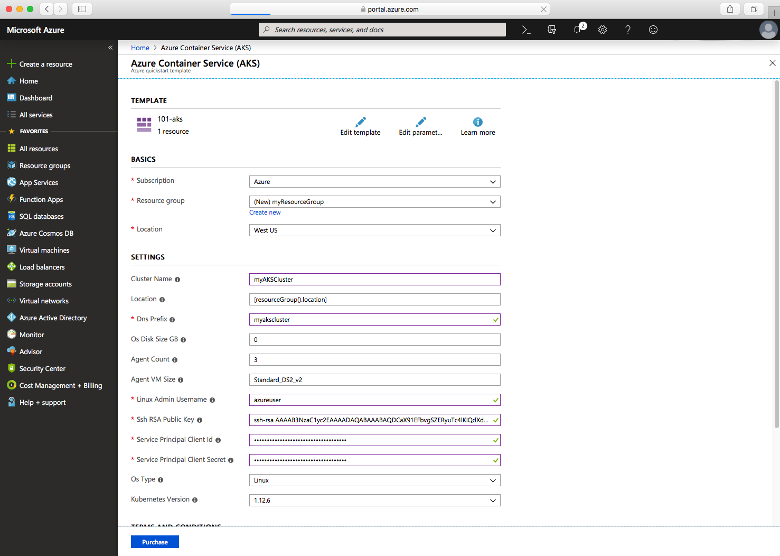 portal.azure.com
Microsoft Azure
Search resources, services, and docs
2
Home > Azure Container Service (AKS)
Azure Container Service (AKS)
Azure quickstart template
Create a resource
Home
Dashboard
All services
FAVORITES
All resources
Resource groups
App Services
Function Apps
SQL databases
Azure Cosmos DB
Virtual machines
Load balancers
Storage accounts
Virtual networks
Azure Active Directory
Monitor
Advisor
Security Center
Cost Management + Billing
Help + support
TEMPLATE
101-aks
1 resource
Edit template
Edit paramet...
Learn more
BASICS
* Subscription
Azure
* Resource group
(New) myResourceGroup
Create new
* Location
West US
SETTINGS
Cluster Name
myAKSCluster
Location
[resourceGroup().location]
* Dns Prefix
myakscluster
Os Disk Size GB
0
Agent Count
3
Agent VM Size
Standard_DS2_v2
* Linux Admin Username
azureuser
* Ssh RSA Public Key
* Service Principal Client Id
* Service Principal Client Secret
Os Type
Linux
Kubernetes Version
1.12.6
TERMS AND CONDITIONS
Purchase